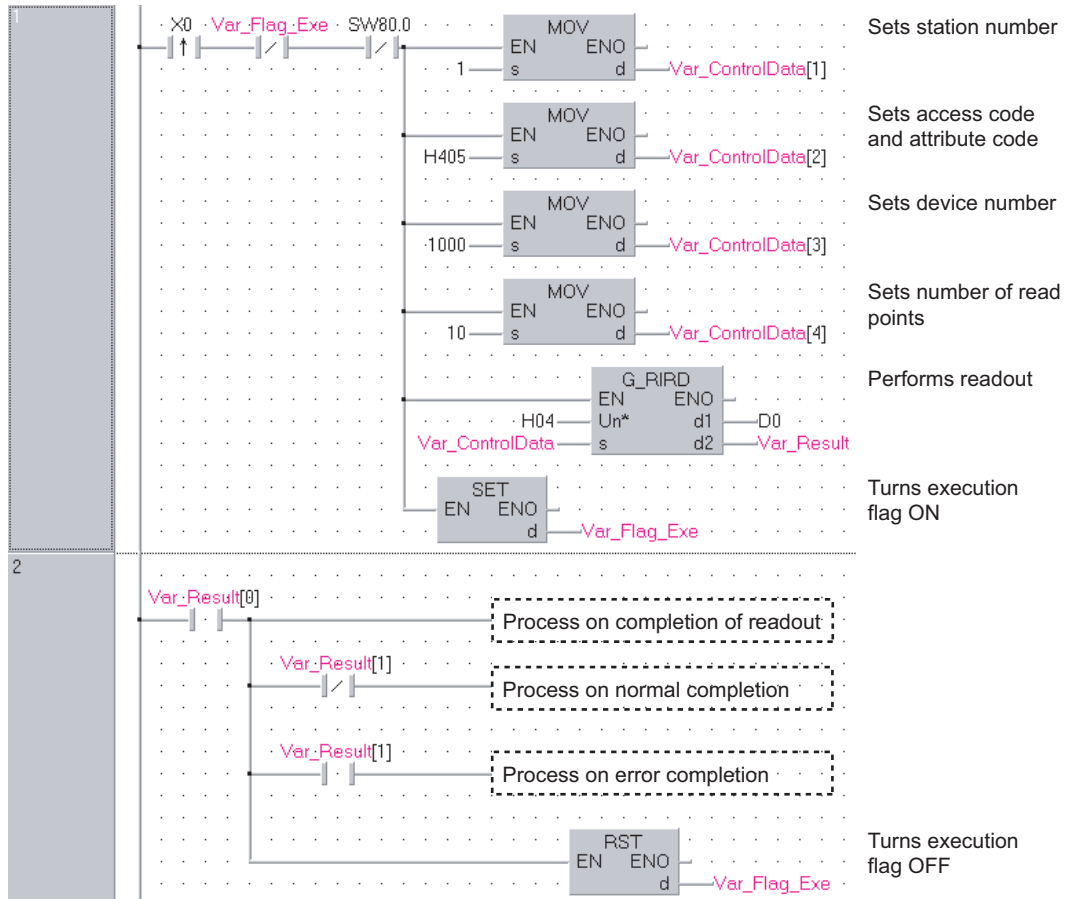 1
X0 Var_Flag_Exe SW80.0
MOV
EN ENO
1 s d Var_ControlData[1]
Sets station number
MOV
EN ENO
H405 s d Var_ControlData[2]
Sets access code
and attribute code
MOV
EN ENO
1000 s d Var_ControlData[3]
Sets device number
MOV
EN ENO
10 s d Var_ControlData[4]
Sets number of read
points
G_RIRD
EN ENO
H04 Un* d1 D0
Var_ControlData s d2 Var_Result
Performs readout
SET
EN ENO
d Var_Flag_Exe
Turns execution
flag ON
2
Var_Result[0]
Process on completion of readout
Var_Result[1]
Process on normal completion
Var_Result[1]
Process on error completion
RST
EN ENO
d Var_Flag_Exe
Turns execution
flag OFF